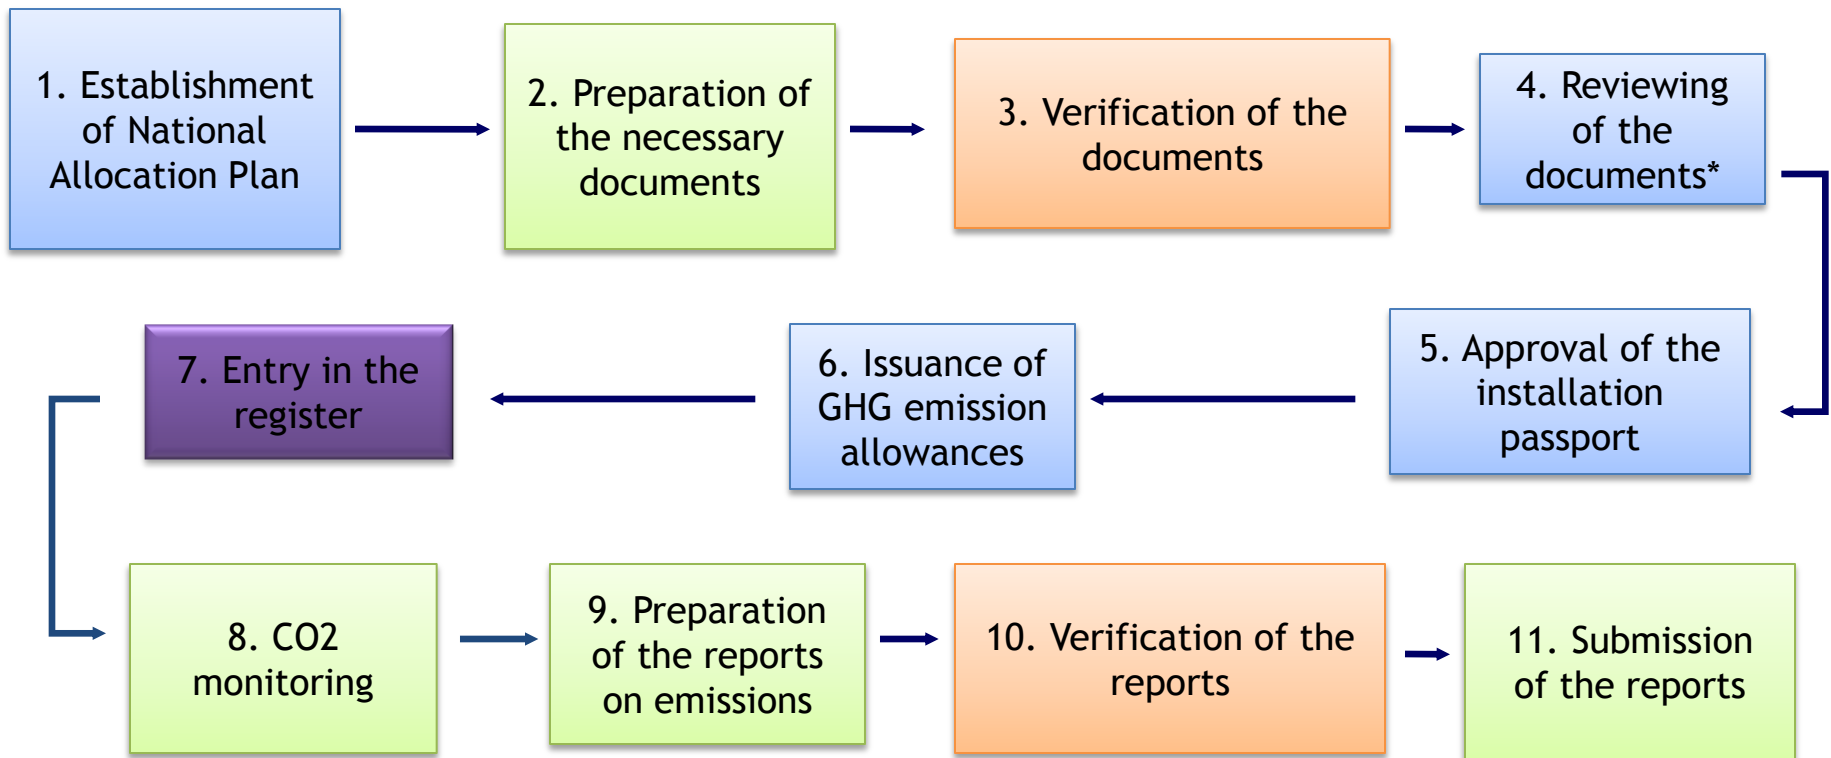 1. Establishment
of National
Allocation Plan
2. Preparation of
the necessary
documents
3. Verification of the
documents
4. Reviewing
of the
documents*
5. Approval of the
installation
passport
6. Issuance of
GHG emission
allowances
7. Entry in the
register
8. CO2
monitoring
9. Preparation
of the reports
on emissions
10. Verification of the
reports
11. Submission
of the reports